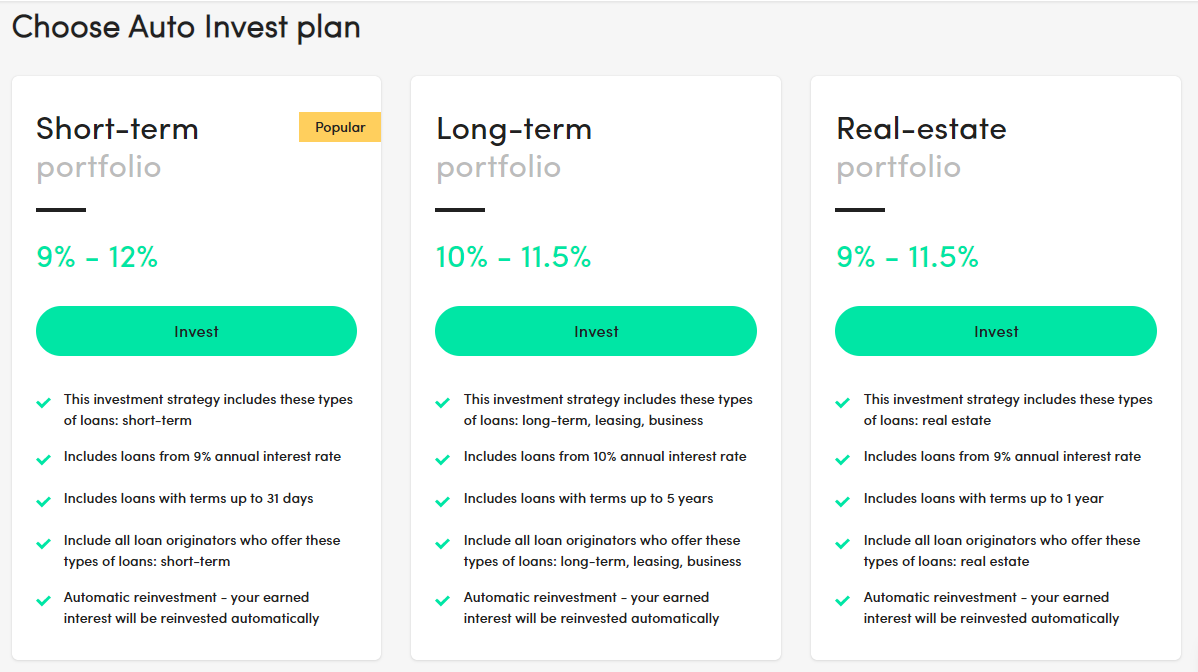 Choose Auto Invest plan
Short-term
Popular
portfolio
9% - 12%
Invest
This investment strategy includes these types
of loans: short-term
Includes loans from 9% annual interest rate
Includes loans with terms up to 31 days
Include all loan originators who offer these
types of loans: short-term
Automatic reinvestment - your earned
interest will be reinvested automatically
Long-term
portfolio
10% - 11.5%
Invest
This investment strategy includes these types
of loans: long-term, leasing, business
Includes loans from 10% annual interest rate
Includes loans with terms up to 5 years
Include all loan originators who offer these
types of loans: long-term, leasing, business
Automatic reinvestment - your earned
interest will be reinvested automatically
Real-estate
portfolio
9% - 11.5%
Invest
This investment strategy includes these types
of loans: real estate
Includes loans from 9% annual interest rate
Includes loans with terms up to 1 year
Include all loan originators who offer these
types of loans: real estate
Automatic reinvestment - your earned
interest will be reinvested automatically